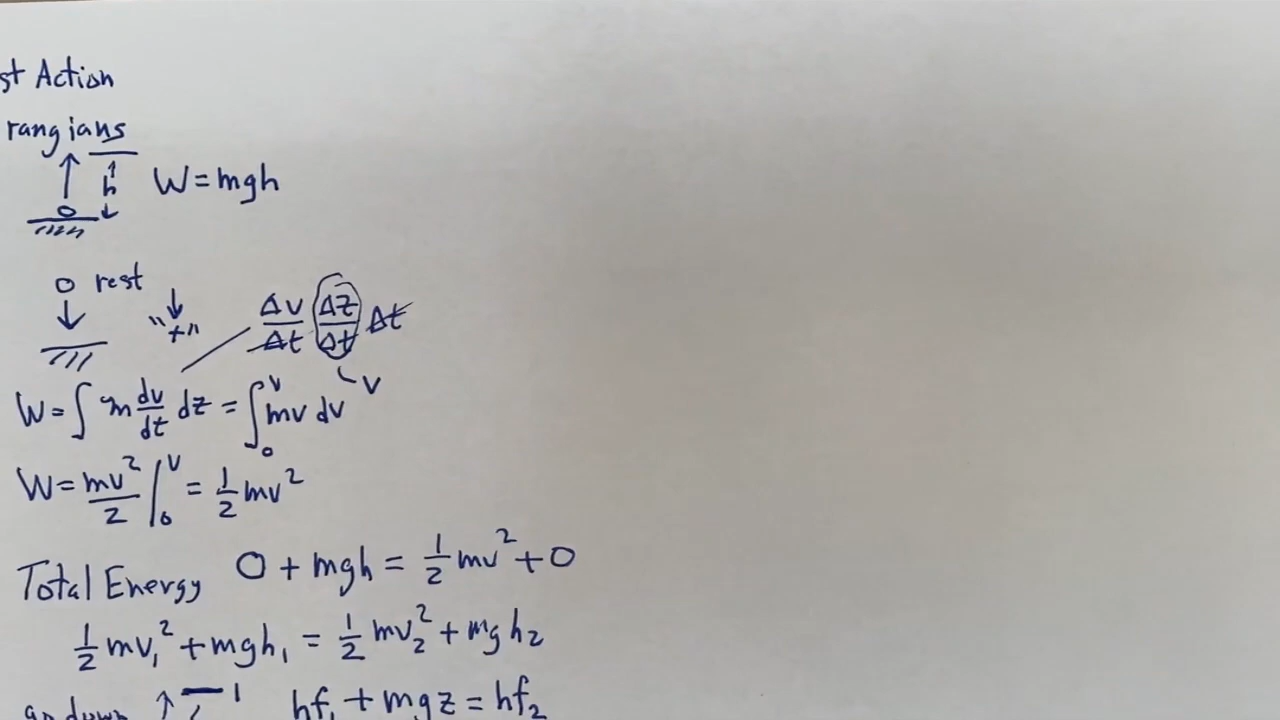 st Action
rangians
h W = mgh
o rest
"+"
Δv/Δt Δz/Δt Δt
v
W = ∫ m dv/dt dz = ∫₀ᵛ mv dv
W = mv²/2 |₀ᵛ = ½ mv²
Total Energy 0 + mgh = ½ mv² + 0
½ mv₁² + mgh₁ = ½ mv₂² + mgh₂
hf₁ + mgz = hf₂